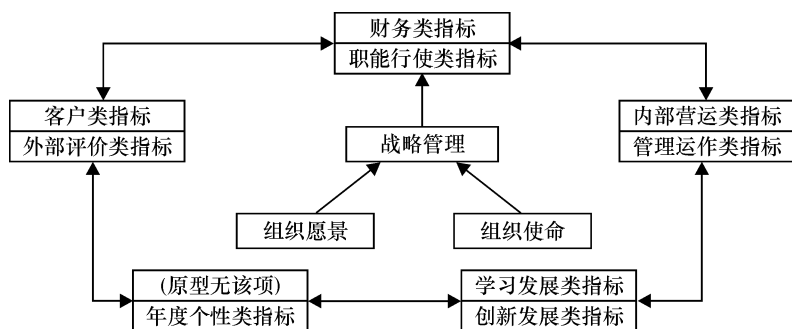 财务类指标
职能行使类指标
客户类指标
外部评价类指标
内部营运类指标
管理运作类指标
战略管理
组织愿景
组织使命
(原型无该项)
年度个性类指标
学习发展类指标
创新发展类指标